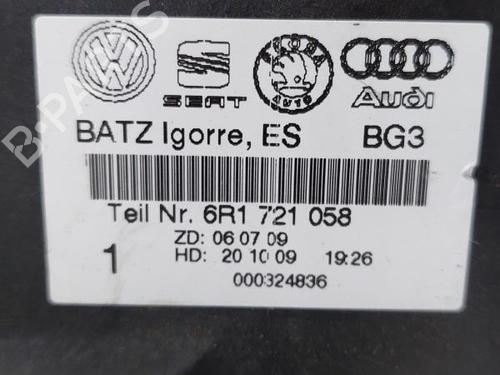 SEAT SKODA AUTO Audi
BATZ Igorre, ES BG3
Teil Nr. 6R1 721 058
1 ZD: 06 07 09
HD: 20 10 09 19:26
000324836